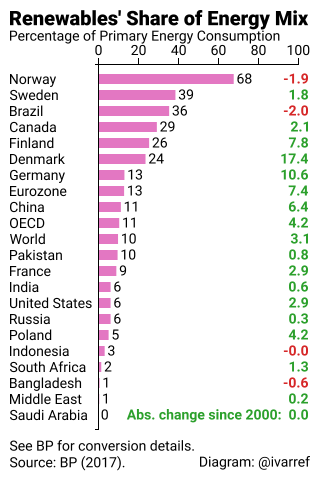 Renewables' Share of Energy Mix
Percentage of Primary Energy Consumption
0 20 40 60 80 100
Norway 68 -1.9
Sweden 39 1.8
Brazil 36 -2.0
Canada 29 2.1
Finland 26 7.8
Denmark 24 17.4
Germany 13 10.6
Eurozone 13 7.4
China 11 6.4
OECD 11 4.2
World 10 3.1
Pakistan 10 0.8
France 9 2.9
India 6 0.6
United States 6 2.9
Russia 6 0.3
Poland 5 4.2
Indonesia 3 -0.0
South Africa 2 1.3
Bangladesh 1 -0.6
Middle East 1 0.2
Saudi Arabia 0 Abs. change since 2000: 0.0
See BP for conversion details.
Source: BP (2017). Diagram: @ivarref